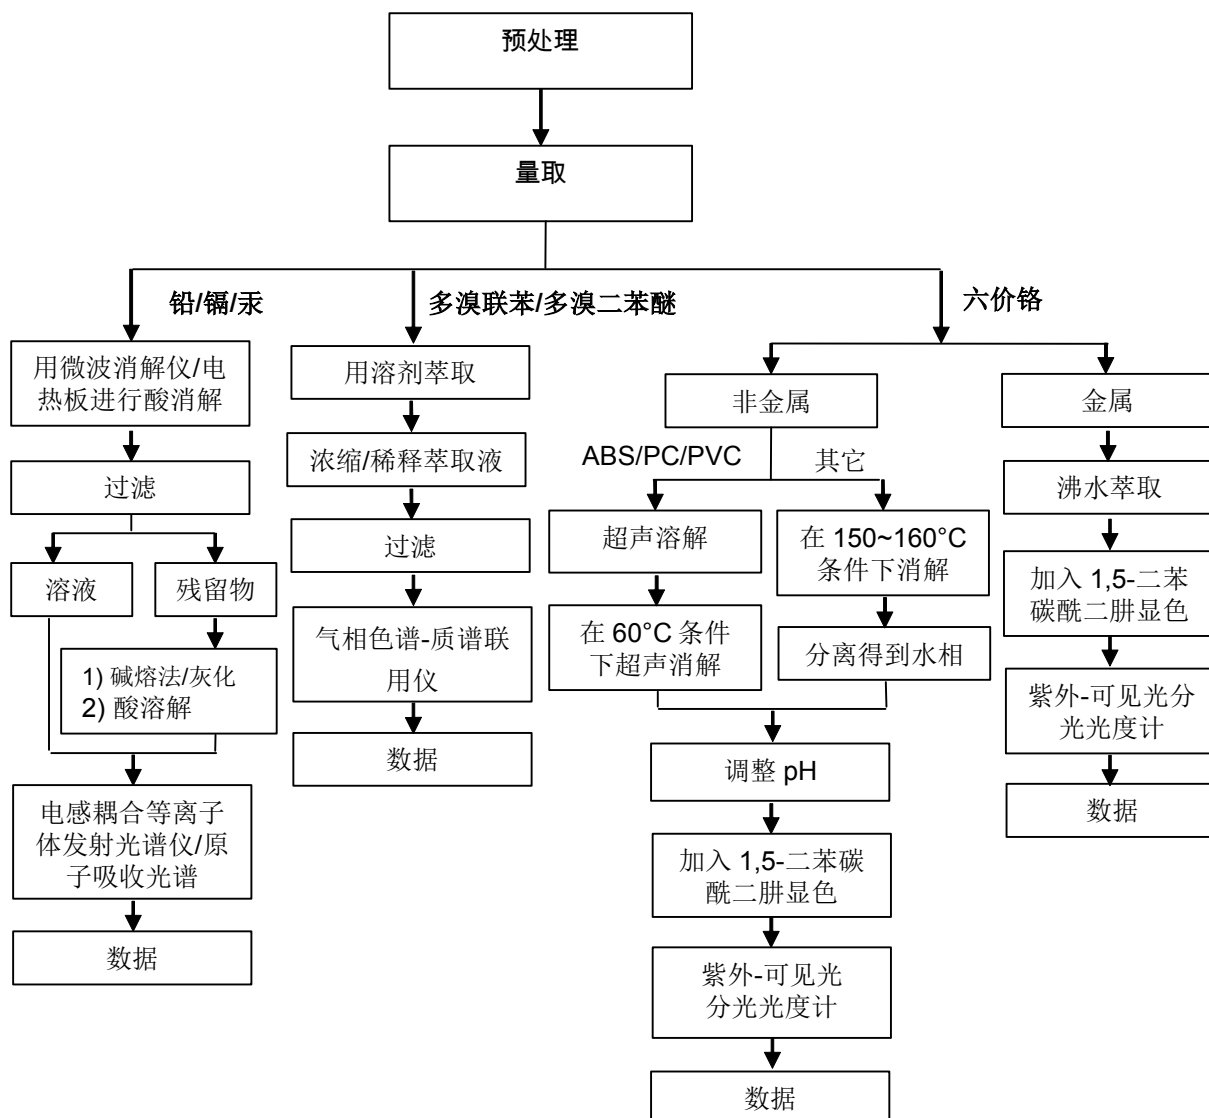 预处理
量取
铅/镉/汞
多溴联苯/多溴二苯醚
六价铬
用微波消解仪/电
热板进行酸消解
过滤
溶液
残留物
1) 碱熔法/灰化
2) 酸溶解
电感耦合等离子
体发射光谱仪/原
子吸收光谱
数据
用溶剂萃取
浓缩/稀释萃取液
过滤
气相色谱-质谱联
用仪
数据
非金属
ABS/PC/PVC
其它
超声溶解
在 60°C 条件
下超声消解
在 150~160°C
条件下消解
分离得到水相
调整 pH
加入 1,5-二苯碳
酰二肼显色
紫外-可见光
分光光度计
数据
金属
沸水萃取
加入 1,5-二苯
碳酰二肼显色
紫外-可见光分
光光度计
数据